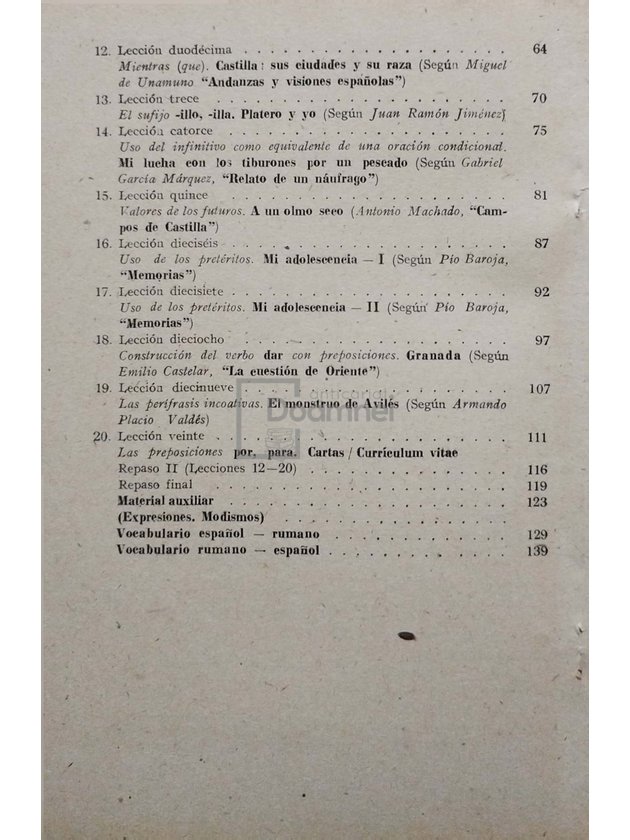 12. Lección duodécima . . . . . . . . . . . . . . . . . . 64
Mientras (que). Castilla: sus ciudades y su raza (Según Miguel
de Unamuno "Andanzas y visiones españolas")
13. Lección trece . . . . . . . . . . . . . . . . . . . . 70
El sufijo -illo, -illa. Platero y yo (Según Juan Ramón Jiménez)
14. Lección catorce . . . . . . . . . . . . . . . . . . . 75
Uso del infinitivo como equivalente de una oración condicional.
Mi lucha con los tiburones por un pescado (Según Gabriel
García Márquez, "Relato de un náufrago")
15. Lección quince . . . . . . . . . . . . . . . . . . . 81
Valores de los futuros. A un olmo seco (Antonio Machado, "Cam-
pos de Castilla")
16. Lección dieciséis . . . . . . . . . . . . . . . . . . 87
Uso de los pretéritos. Mi adolescencia — I (Según Pío Baroja,
"Memorias")
17. Lección diecisiete . . . . . . . . . . . . . . . . . . 92
Uso de los pretéritos. Mi adolescencia — II (Según Pío Baroja,
"Memorias")
18. Lección dieciocho . . . . . . . . . . . . . . . . . . 97
Construcción del verbo dar con preposiciones. Granada (Según
Emilio Castelar, "La cuestión de Oriente")
19. Lección diecinueve . . . . . . . . . . . . . . . . . . 107
Las perífrasis incoativas. El monstruo de Avilés (Según Armando
Placio Valdés)
anticariat
Doamnei
20. Lección veinte . . . . . . . . . . . . . . . . . . . 111
Las preposiciones por, para. Cartas / Curriculum vitae
Repaso II (Lecciones 12—20) . . . . . . . . . . . . . 116
Repaso final . . . . . . . . . . . . . . . . . . . . 119
Material auxiliar . . . . . . . . . . . . . . . . . . 123
(Expresiones. Modismos) . . . . . . . . . . . . . . .
Vocabulario español — rumano . . . . . . . . . . . . . 129
Vocabulario rumano — español . . . . . . . . . . . . . 139